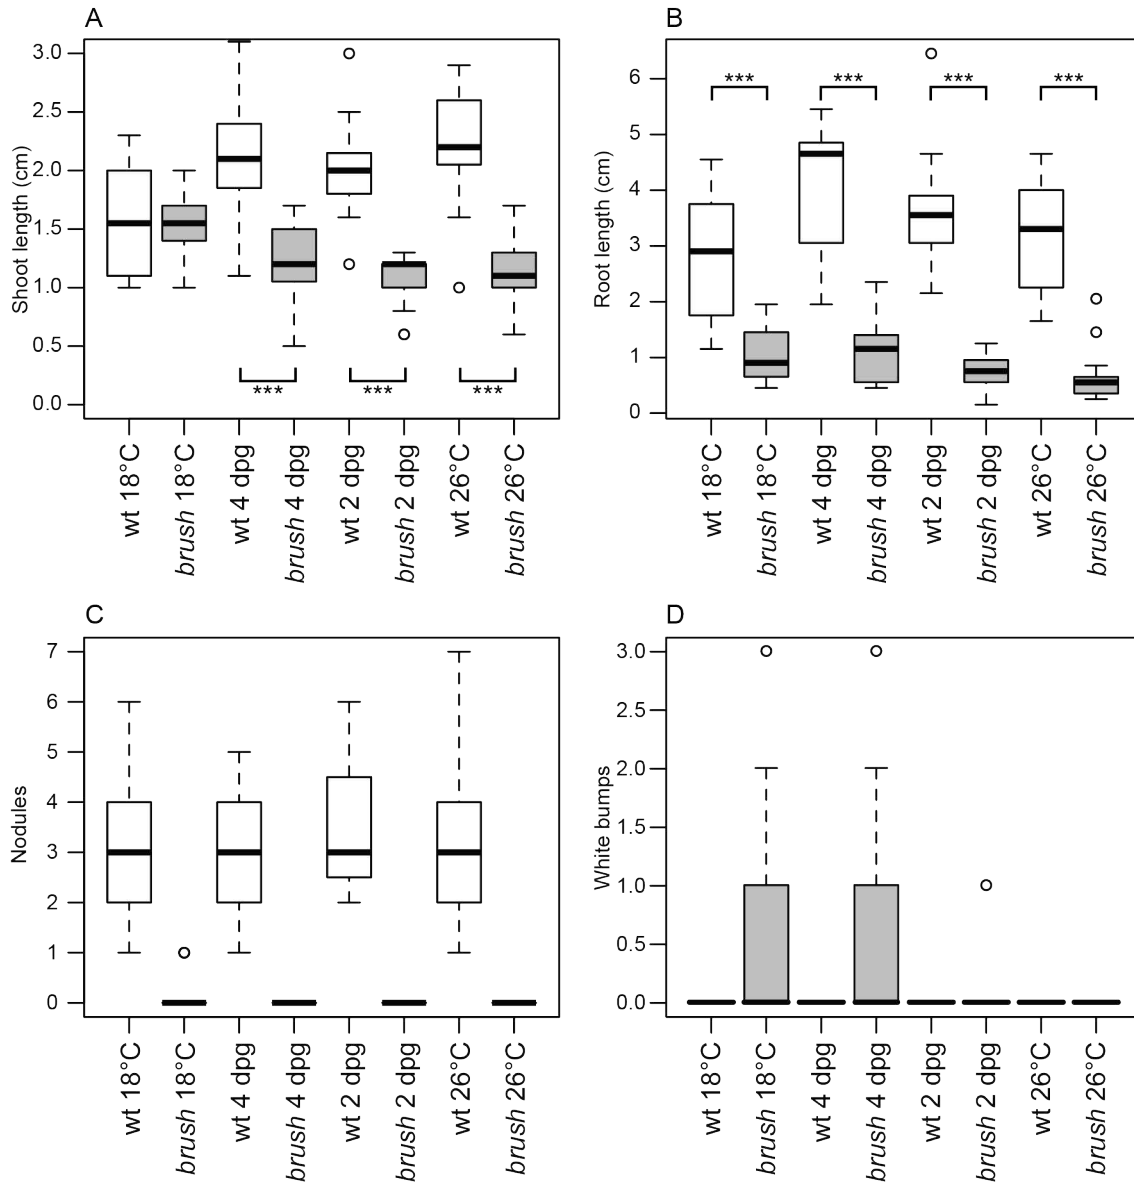 A
Shoot length (cm)
3.0
2.5
2.0
1.5
1.0
0.5
0.0
***
***
***
wt 18°C
brush 18°C
wt 4 dpg
brush 4 dpg
wt 2 dpg
brush 2 dpg
wt 26°C
brush 26°C
B
Root length (cm)
6
5
4
3
2
1
0
***
***
***
***
wt 18°C
brush 18°C
wt 4 dpg
brush 4 dpg
wt 2 dpg
brush 2 dpg
wt 26°C
brush 26°C
C
Nodules
7
6
5
4
3
2
1
0
wt 18°C
brush 18°C
wt 4 dpg
brush 4 dpg
wt 2 dpg
brush 2 dpg
wt 26°C
brush 26°C
D
White bumps
3.0
2.5
2.0
1.5
1.0
0.5
0.0
wt 18°C
brush 18°C
wt 4 dpg
brush 4 dpg
wt 2 dpg
brush 2 dpg
wt 26°C
brush 26°C